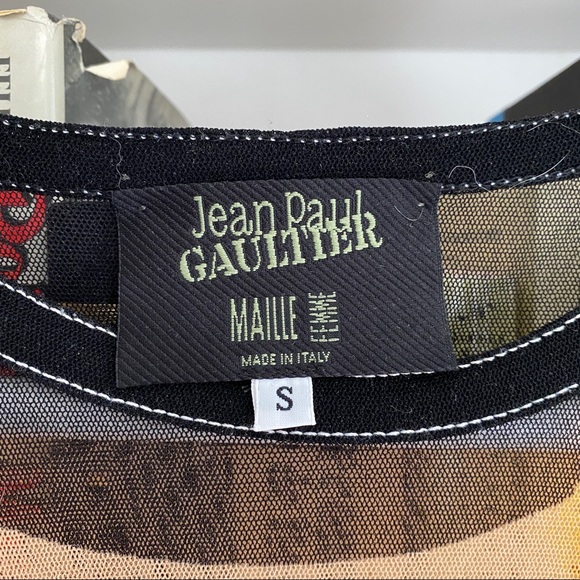 Jean Paul
GAULTIER
MAILLE FEMME
MADE IN ITALY
S